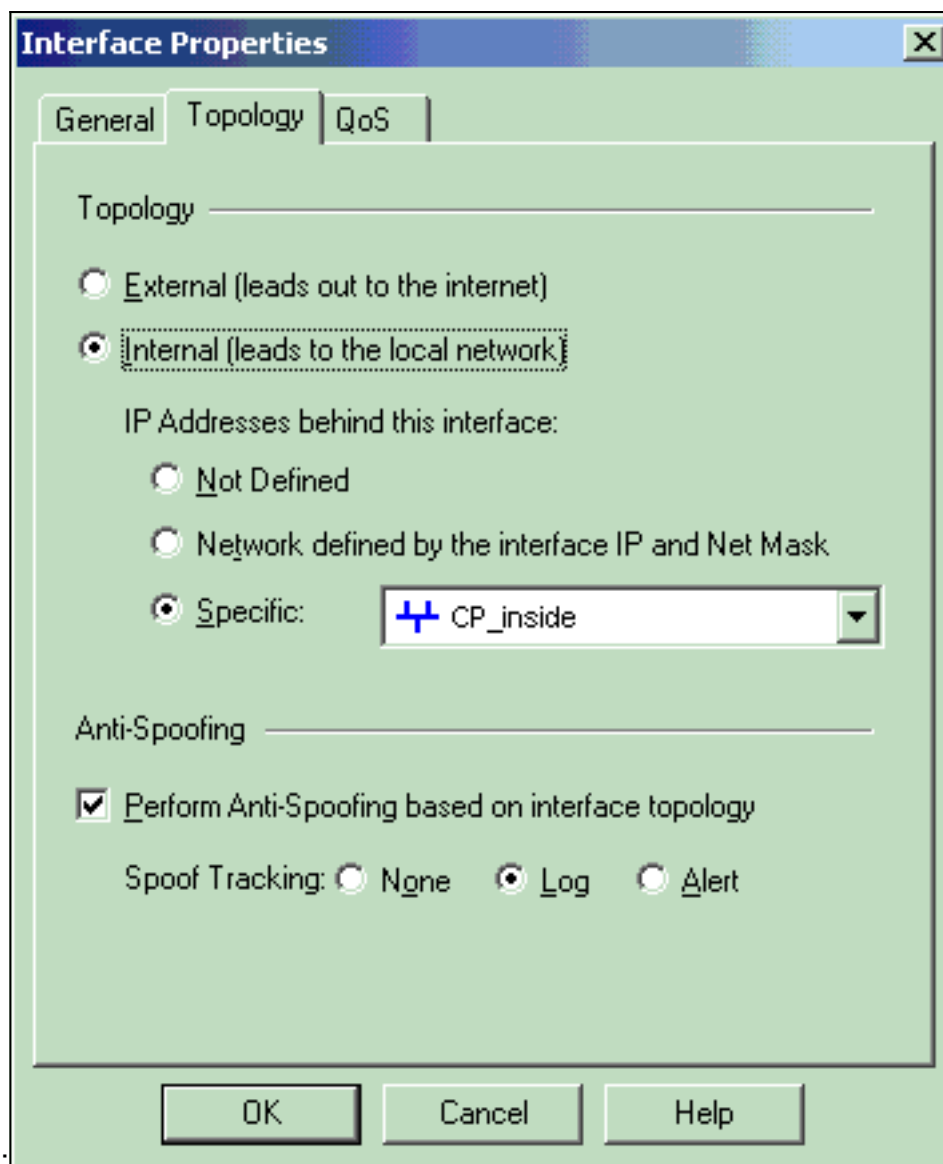 Interface Properties
General Topology QoS
Topology
External (leads out to the internet)
Internal (leads to the local network)
IP Addresses behind this interface:
Not Defined
Network defined by the interface IP and Net Mask
Specific: CP_inside
Anti-Spoofing
Perform Anti-Spoofing based on interface topology
Spoof Tracking: None Log Alert
OK Cancel Help
.